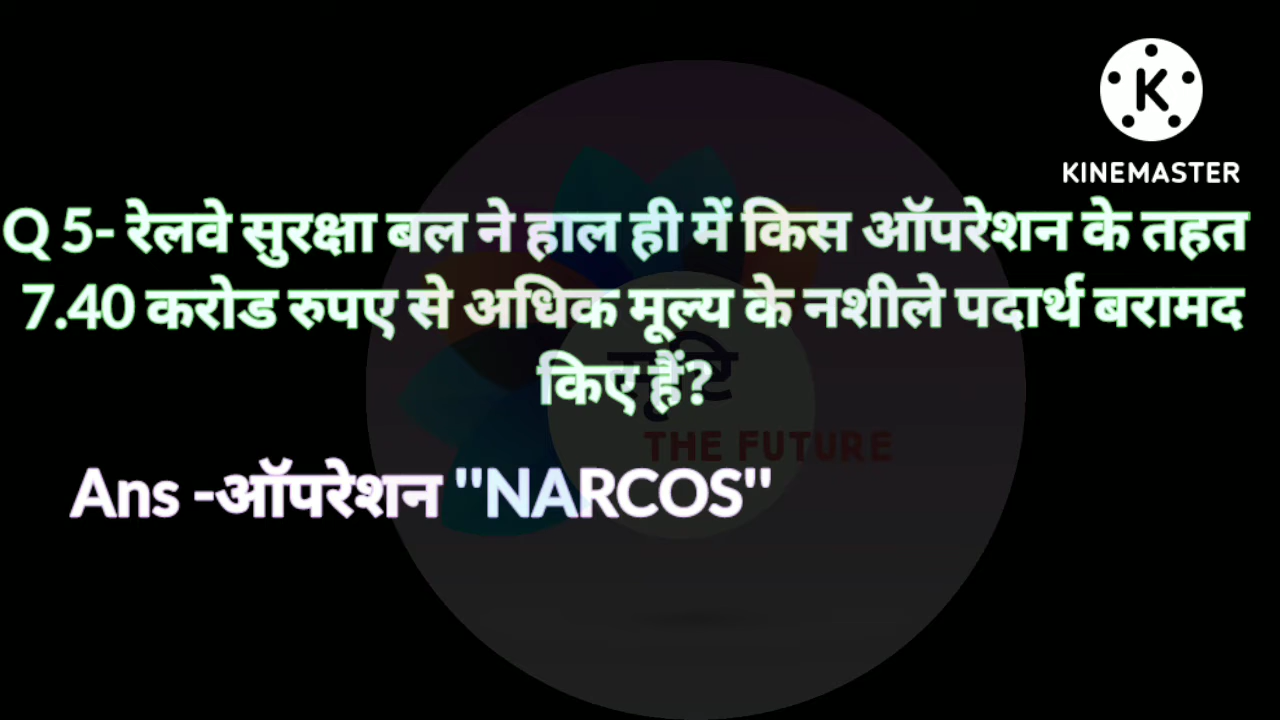 K
KINEMASTER
Q 5- रेलवे सुरक्षा बल ने हाल ही में किस ऑपरेशन के तहत
7.40 करोड रुपए से अधिक मूल्य के नशीले पदार्थ बरामद
किए हैं?
THE FUTURE
Ans -ऑपरेशन "NARCOS"